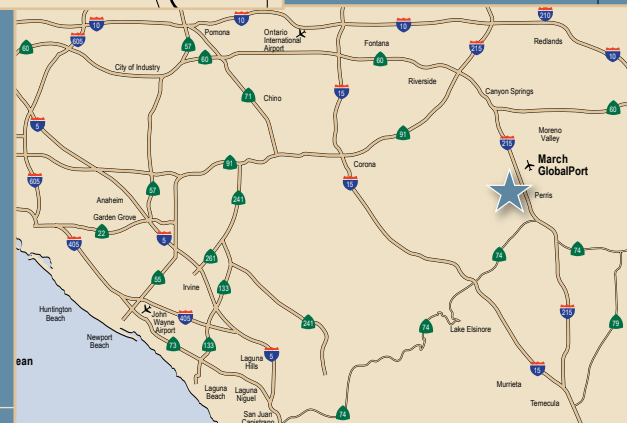 10
10
10
210
605
Pomona
Ontario
International
Airport
Fontana
Redlands
60
57
60
60
215
10
City of Industry
Riverside
15
71
Chino
Canyon Springs
60
5
91
Moreno
Valley
215
91
Corona
March
GlobalPort
605
57
15
Perris
Anaheim
241
Garden Grove
22
405
5
74
74
261
55
Irvine
133
Huntington
Beach
John
Wayne
Airport
405
241
215
79
74
Lake Elsinore
Newport
Beach
73
133
5
ean
Laguna
Hills
15
Murrieta
Laguna
Beach
Laguna
Niguel
Temecula
San Juan
Capistrano
74